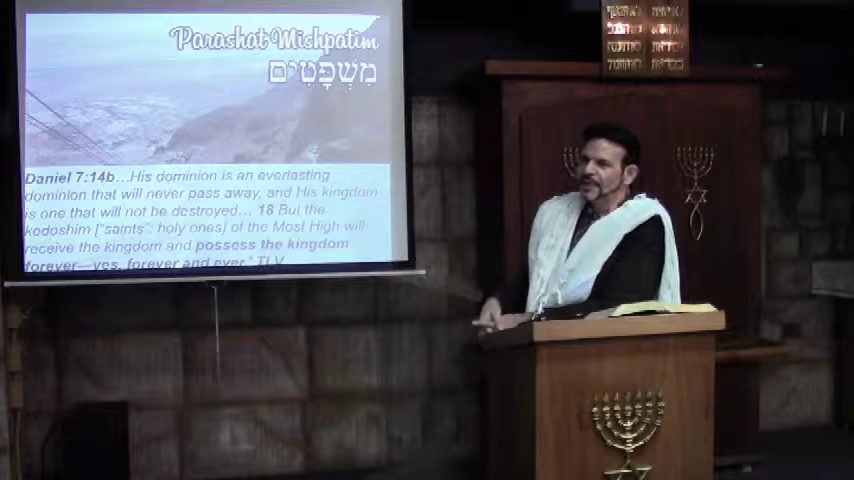 Parashat Mishpatim
מִשְׁפָּטִים
Daniel 7:14b...His dominion is an everlasting
dominion that will never pass away, and His kingdom
is one that will not be destroyed... 18 But the
kedoshim ["saints": holy ones] of the Most High will
receive the kingdom and possess the kingdom
forever—yes, forever and ever.' TLV